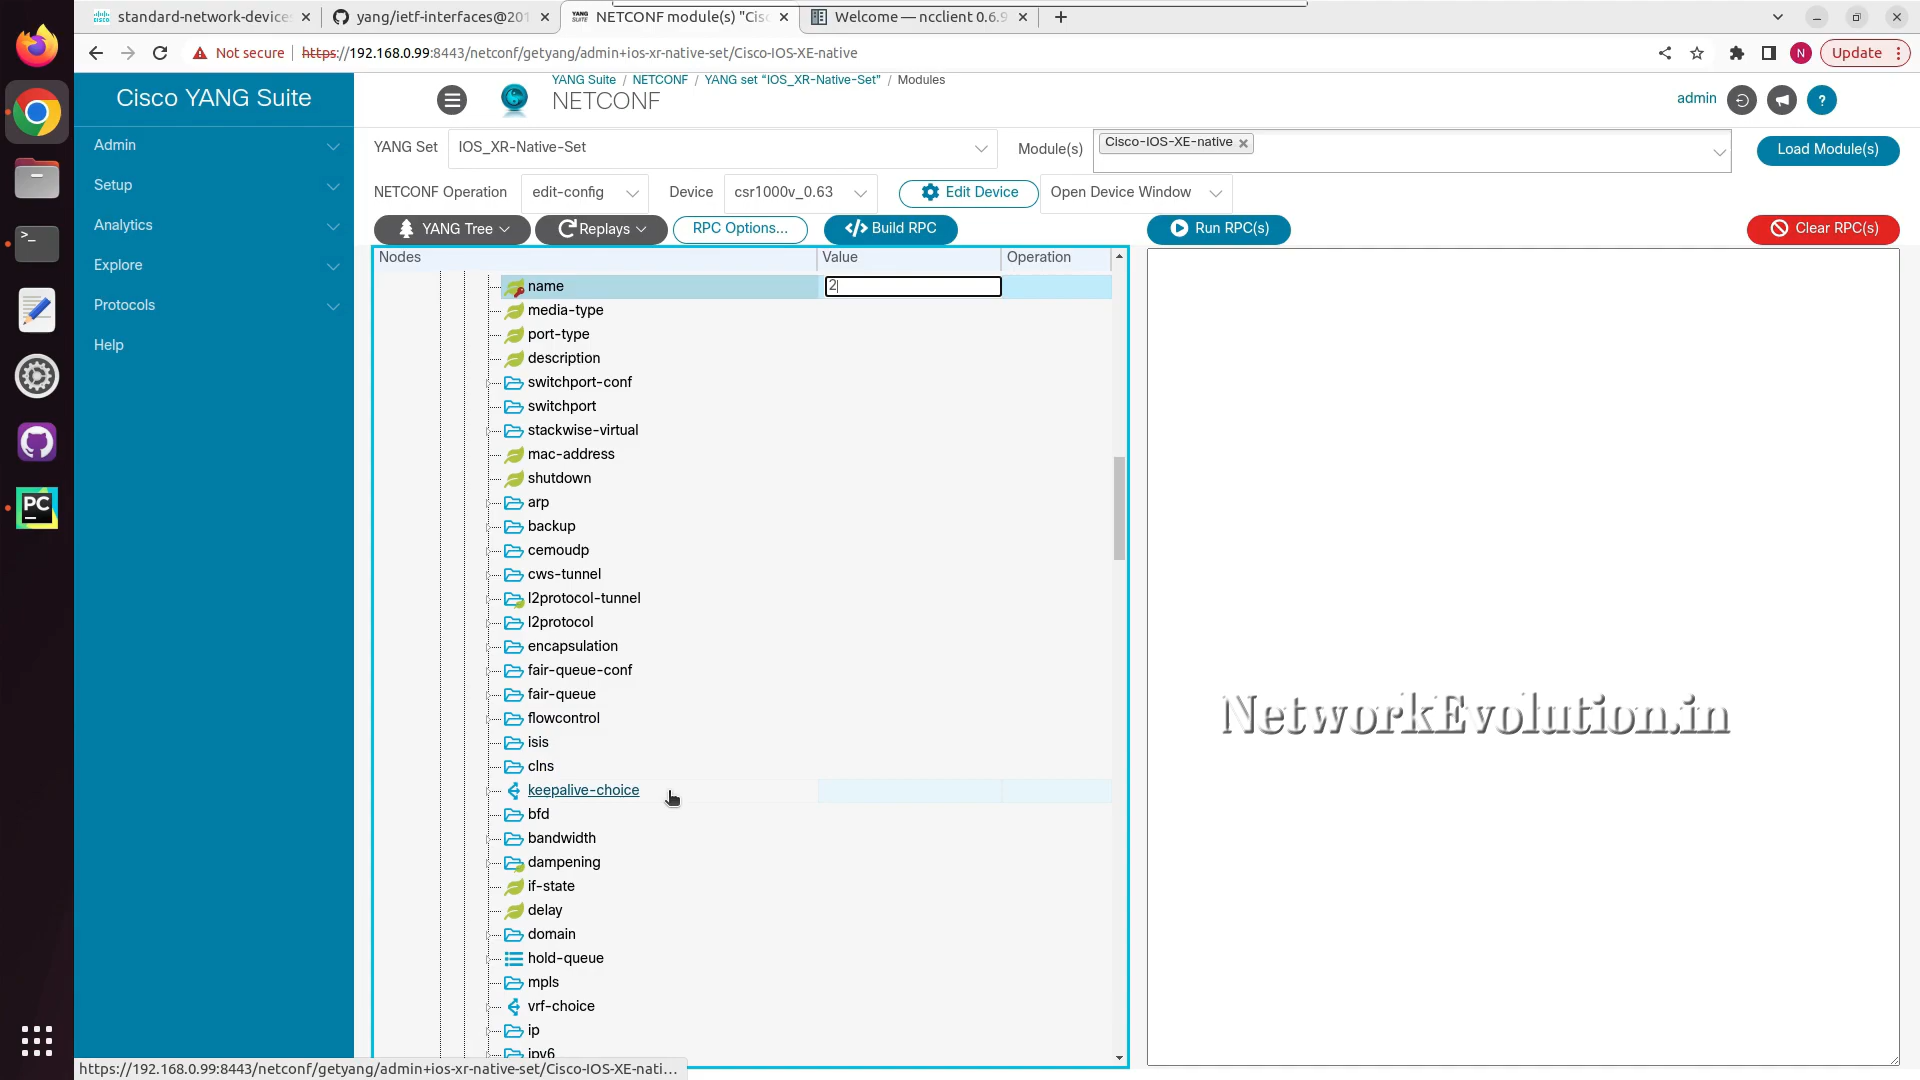 standard-network-device
yang/ietf-interfaces@201
NETCONF module(s) "Cisc
Welcome — ncclient 0.6.9
Not secure
https://192.168.0.99:8443/netconf/getyang/admin+ios-xr-native-set/Cisco-IOS-XE-native
N
Update
Cisco YANG Suite
YANG Suite / NETCONF / YANG set "IOS_XR-Native-Set" / Modules
NETCONF
admin
?
Admin
Setup
Analytics
Explore
Protocols
Help
YANG Set
IOS_XR-Native-Set
Module(s)
Cisco-IOS-XE-native
Load Module(s)
NETCONF Operation
edit-config
Device
csr1000v_0.63
Edit Device
Open Device Window
YANG Tree
Replays
RPC Options...
Build RPC
Run RPC(s)
Clear RPC(s)
Nodes
Value
Operation
name
2
media-type
port-type
description
switchport-conf
switchport
stackwise-virtual
mac-address
shutdown
arp
backup
cemoudp
cws-tunnel
l2protocol-tunnel
l2protocol
encapsulation
fair-queue-conf
fair-queue
flowcontrol
isis
clns
keepalive-choice
bfd
bandwidth
dampening
if-state
delay
domain
hold-queue
mpls
vrf-choice
ip
ipv6
NetworkEvolution.in
PC
https://192.168.0.99:8443/netconf/getyang/admin+ios-xr-native-set/Cisco-IOS-XE-nati...